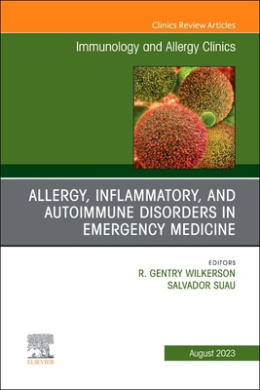 Clinics Review Articles
Immunology and Allergy Clinics
ALLERGY, INFLAMMATORY, AND
AUTOIMMUNE DISORDERS IN
EMERGENCY MEDICINE
EDITORS
R. GENTRY WILKERSON
SALVADOR SUAU
ELSEVIER
August 2023